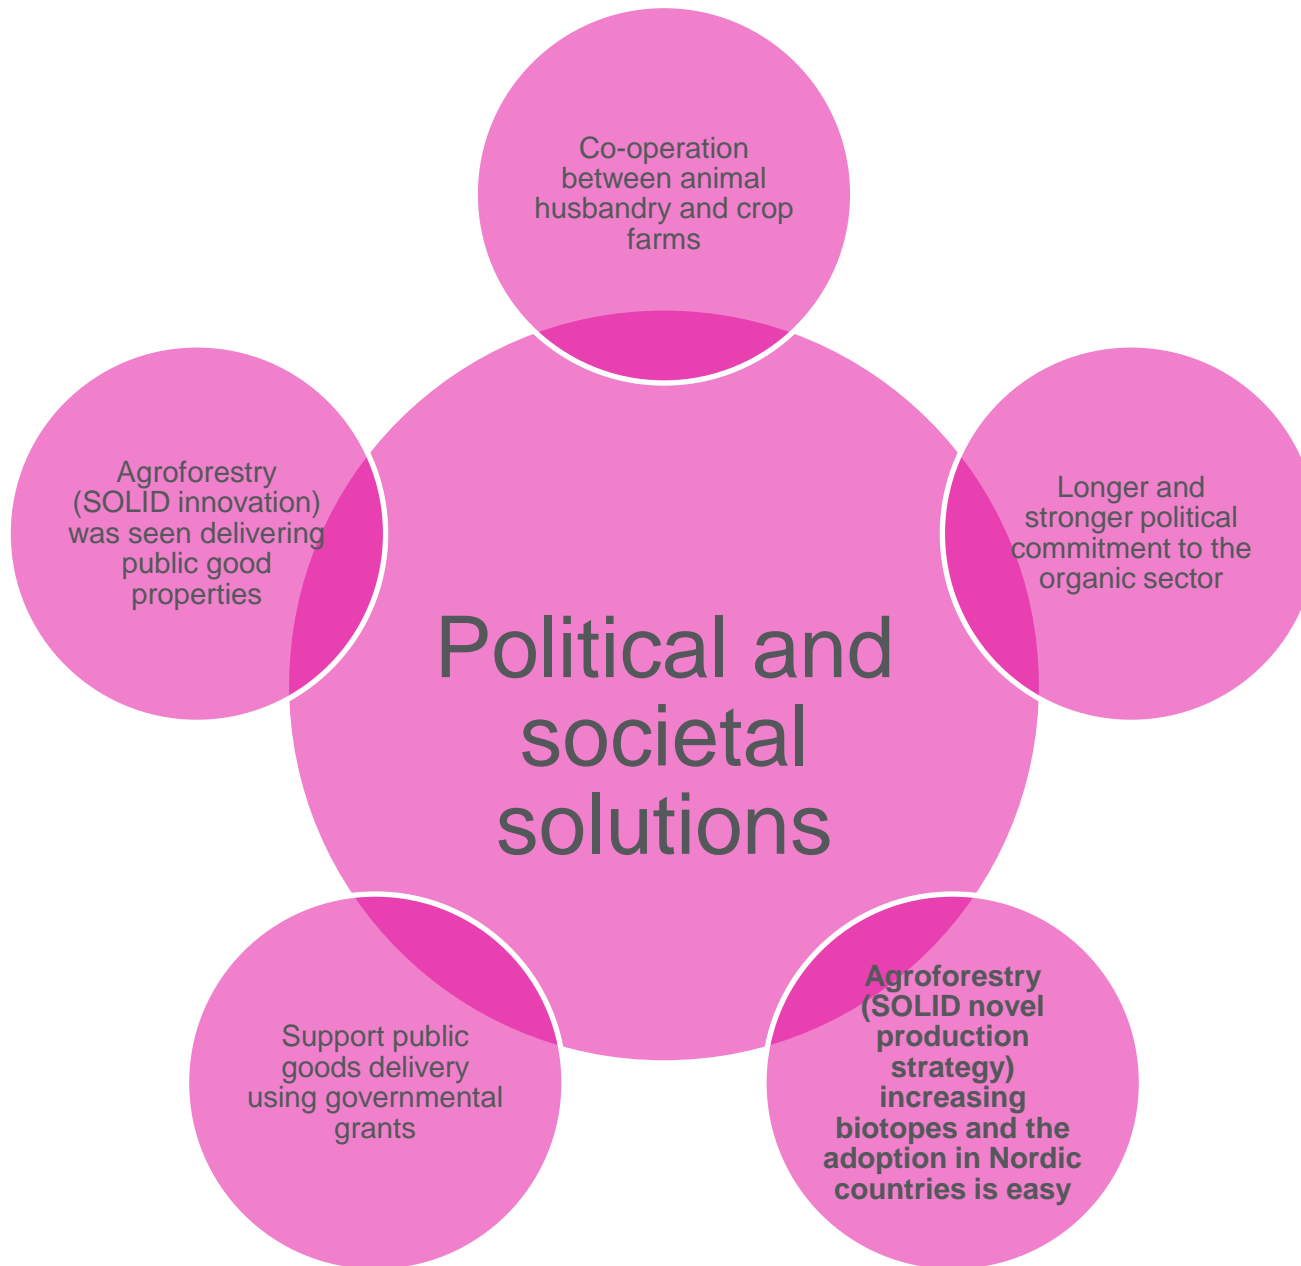 Co-operation
between animal
husbandry and crop
farms
Agroforestry
(SOLID innovation)
was seen delivering
public good
properties
Longer and
stronger political
commitment to the
organic sector
Political and
societal
solutions
Support public
goods delivery
using governmental
grants
Agroforestry
(SOLID novel
production
strategy)
increasing
biotopes and the
adoption in Nordic
countries is easy